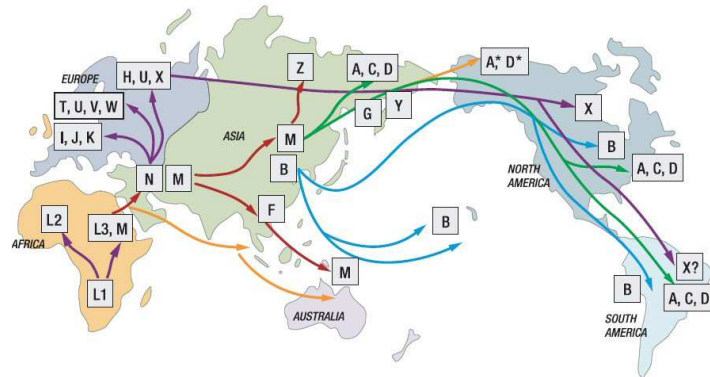 Z
A, C, D
A,* D*
EUROPE
H, U, X
T, U, V, W
G
Y
X
I, J, K
ASIA
M
B
B
NORTH
AMERICA
A, C, D
N
M
F
L2
L3, M
B
AFRICA
M
X?
L1
B
A, C, D
AUSTRALIA
SOUTH
AMERICA